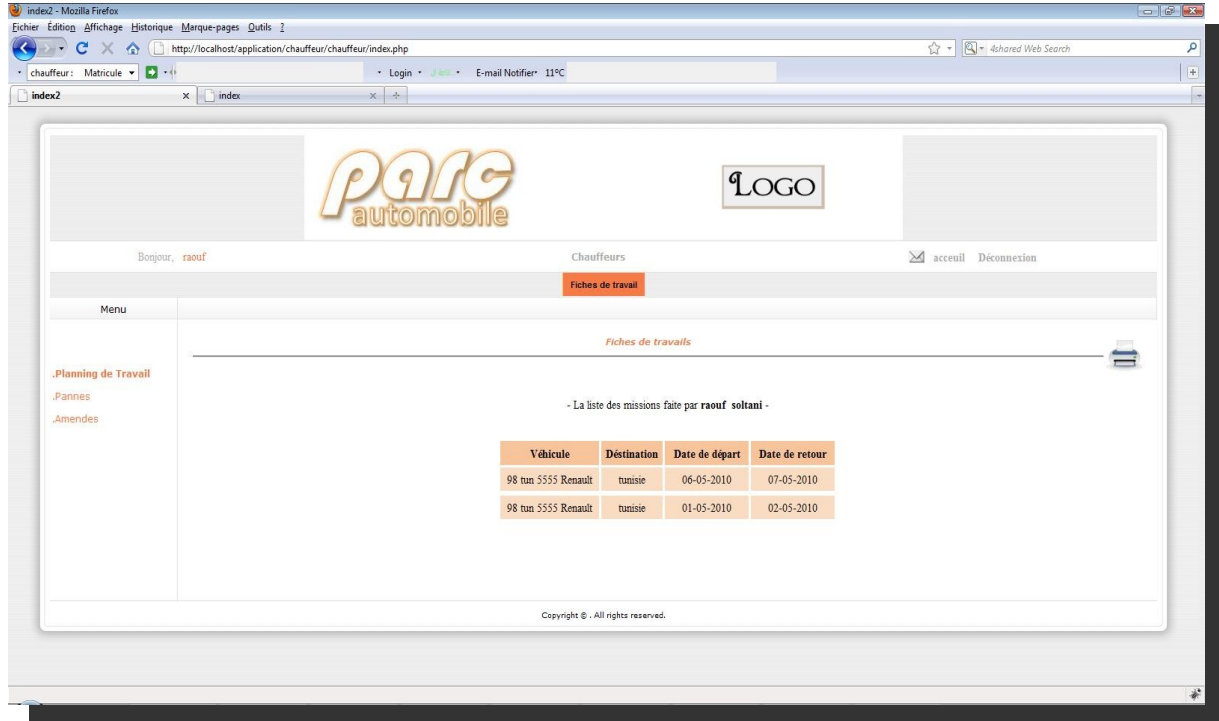 index2 - Mozilla Firefox
Fichier Édition Affichage Historique Marque-pages Outils ?
http://localhost/application/chauffeur/chauffeur/index.php 4shared Web Search
chauffeur: Matricule Login E-mail Notifier 11°C
index2 index
parc
automobile
LOGO
Bonjour, raouf Chauffeurs acceuil Déconnexion
Fiches de travail
Menu
Fiches de travails
.Planning de Travail
.Pannes
.Amendes
- La liste des missions faite par raouf soltani -
Véhicule Déstination Date de départ Date de retour
98 tun 5555 Renault tunisie 06-05-2010 07-05-2010
98 tun 5555 Renault tunisie 01-05-2010 02-05-2010
Copyright © . All rights reserved.